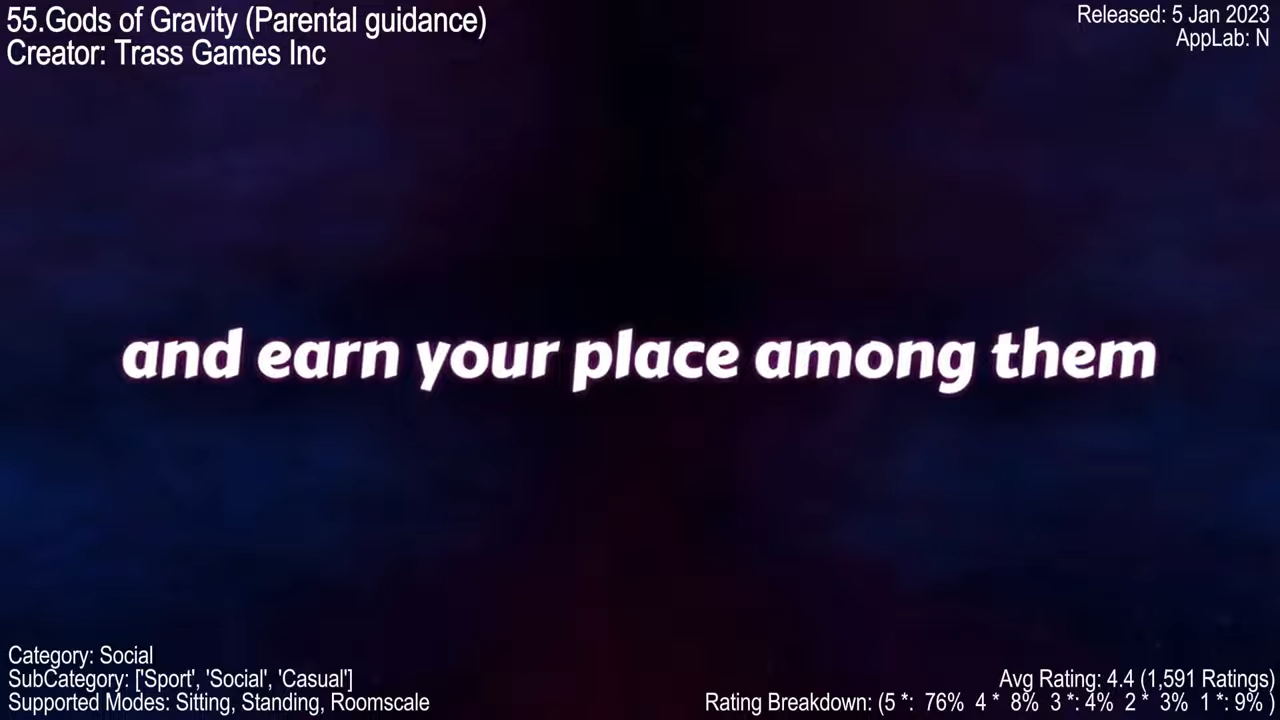 55.Gods of Gravity (Parental guidance)
Creator: Trass Games Inc
Released: 5 Jan 2023
AppLab: N
and earn your place among them
Category: Social
SubCategory: ['Sport', 'Social', 'Casual']
Supported Modes: Sitting, Standing, Roomscale
Avg Rating: 4.4 (1,591 Ratings)
Rating Breakdown: (5 *: 76% 4 * 8% 3 *: 4% 2 * 3% 1 *: 9% )